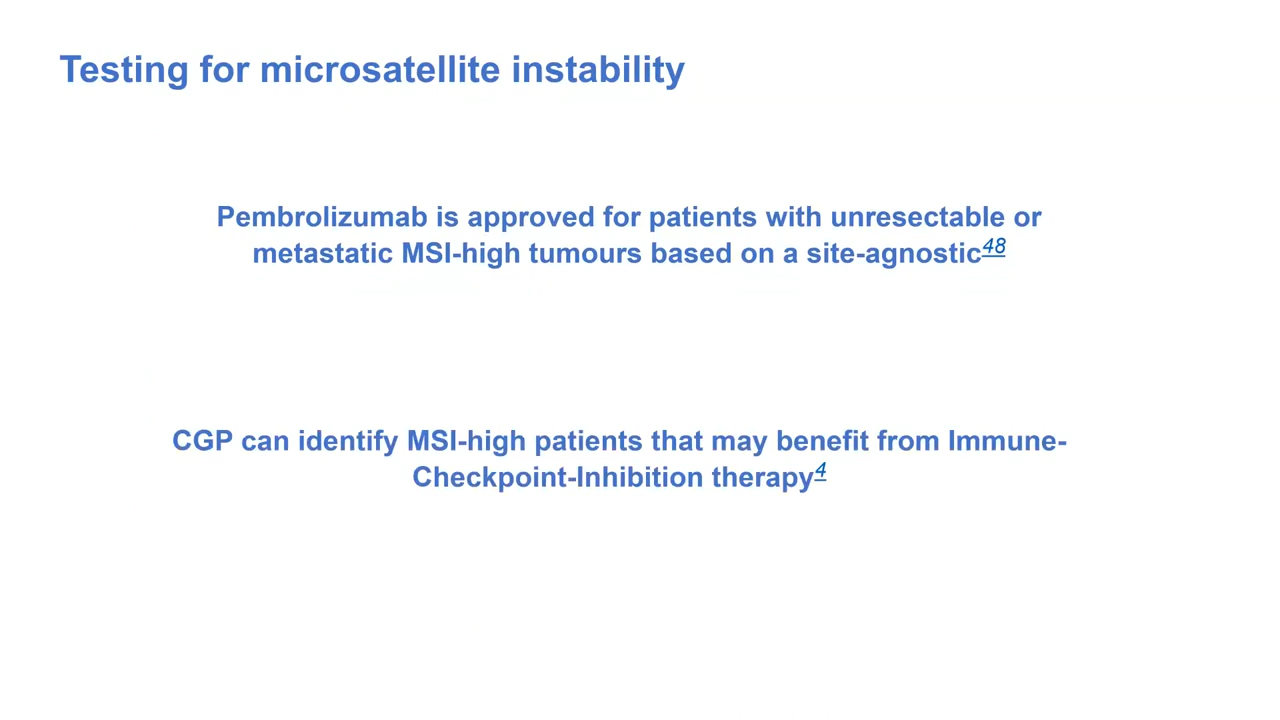 Testing for microsatellite instability
Pembrolizumab is approved for patients with unresectable or
metastatic MSI-high tumours based on a site-agnostic48
CGP can identify MSI-high patients that may benefit from Immune-
Checkpoint-Inhibition therapy4